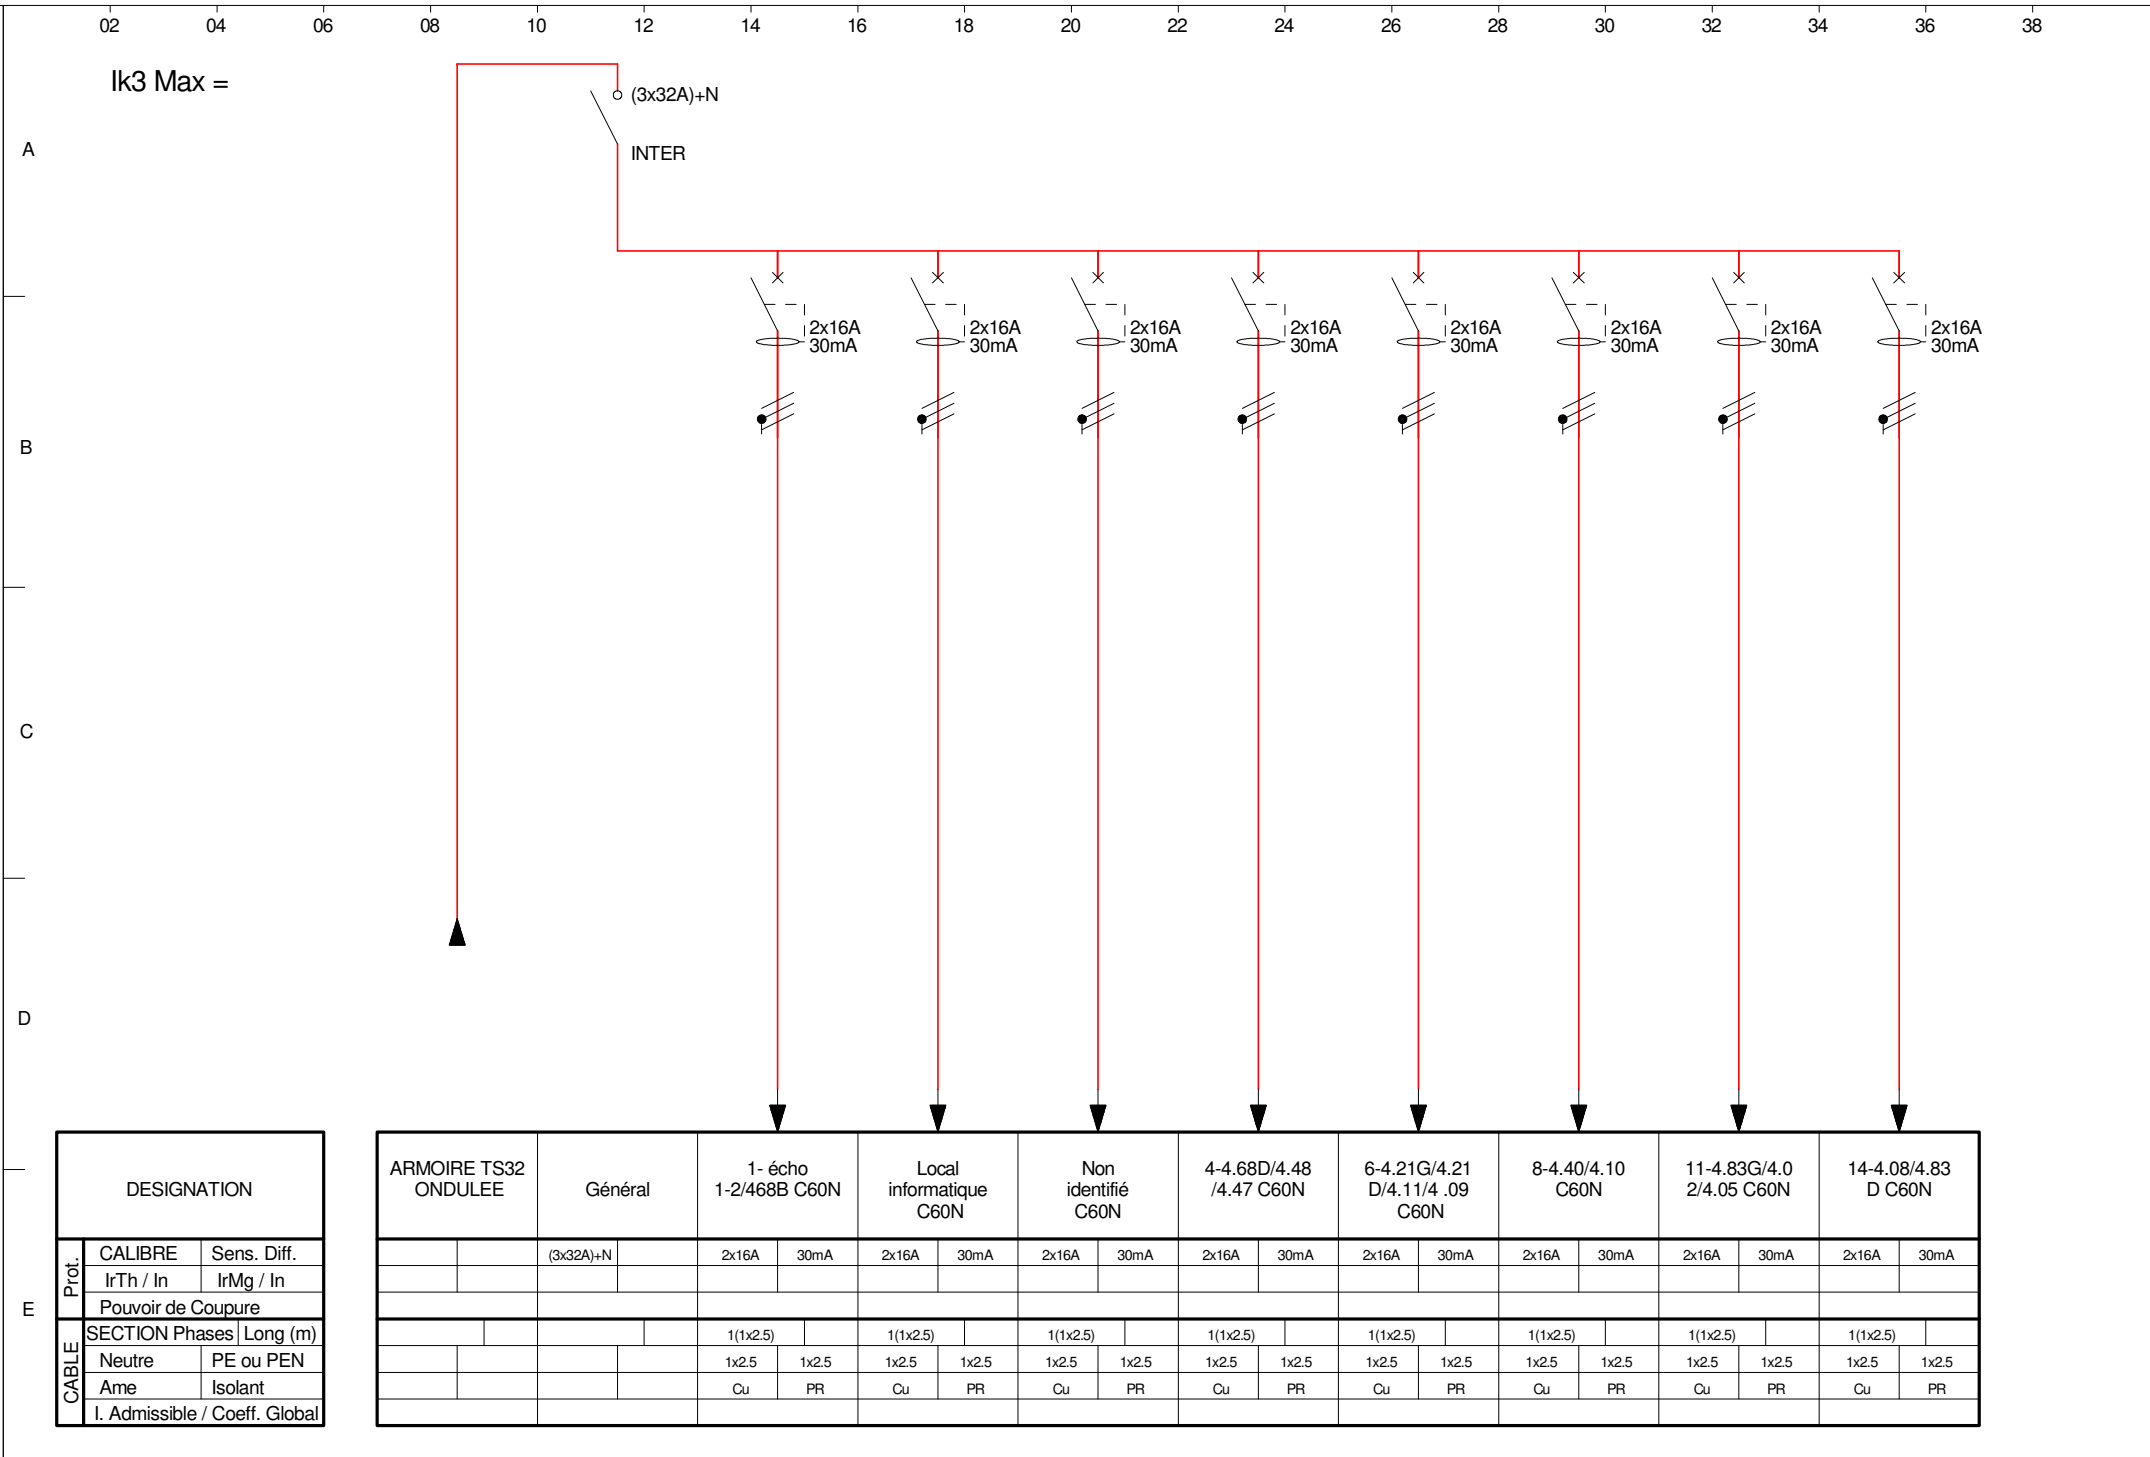 02 04 06 08 10 12 14 16 18 20 22 24 26 28 30 32 34 36 38
Ik3 Max =
(3x32A)+N
A
INTER
2x16A 2x16A 2x16A 2x16A 2x16A 2x16A 2x16A 2x16A
30mA 30mA 30mA 30mA 30mA 30mA 30mA 30mA
B
C
D
E
DESIGNATION
ARMOIRE TS32
ONDULEE
Général
1- écho
1-2/468B C60N
Local
informatique
C60N
Non
identifié
C60N
4-4.68D/4.48
/4.47 C60N
6-4.21G/4.21
D/4.11/4 .09
C60N
8-4.40/4.10
C60N
11-4.83G/4.0
2/4.05 C60N
14-4.08/4.83
D C60N
Prot.
CALIBRE Sens. Diff. (3x32A)+N 2x16A 30mA 2x16A 30mA 2x16A 30mA 2x16A 30mA 2x16A 30mA 2x16A 30mA 2x16A 30mA 2x16A 30mA
IrTh / In IrMg / In
Pouvoir de Coupure
CABLE
SECTION Phases Long (m) 1(1x2.5) 1(1x2.5) 1(1x2.5) 1(1x2.5) 1(1x2.5) 1(1x2.5) 1(1x2.5) 1(1x2.5)
Neutre PE ou PEN 1x2.5 1x2.5 1x2.5 1x2.5 1x2.5 1x2.5 1x2.5 1x2.5 1x2.5 1x2.5 1x2.5 1x2.5 1x2.5 1x2.5 1x2.5 1x2.5
Ame Isolant Cu PR Cu PR Cu PR Cu PR Cu PR Cu PR Cu PR Cu PR
I. Admissible / Coeff. Global